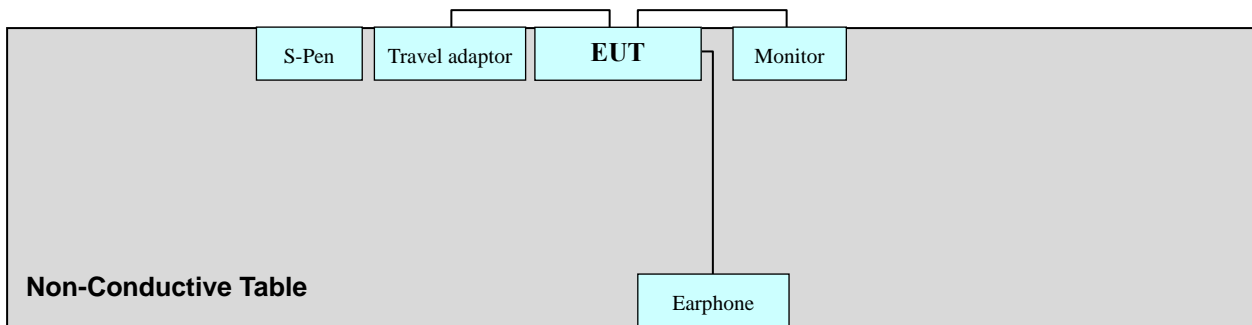 S-Pen
Travel adaptor
EUT
Monitor
Non-Conductive Table
Earphone